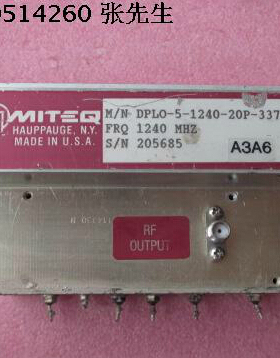 0514260 张先生
MITEQ
HAUPPAUGE, N.Y.
MADE IN U.S.A.
M/N DPLO-5-1240-20P-337
FRQ 1240 MHZ
S/N 205685
A3A6
RF
OUTPUT